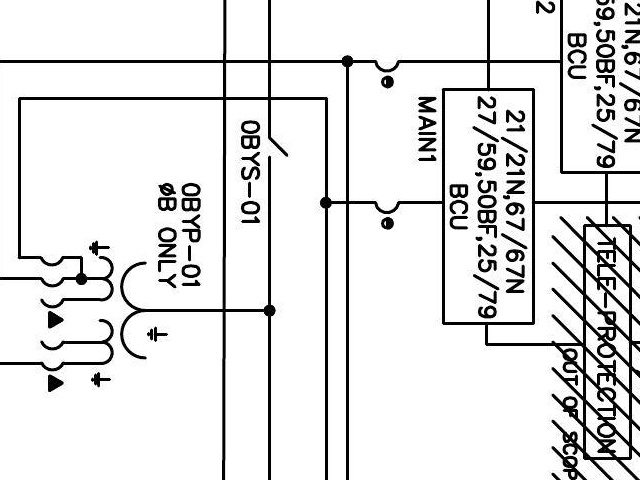 2
21N,67/67N
59,50BF,25/79
BCU
MAIN1
21/21N,67/67N
27/59,50BF,25/79
BCU
0BYS-01
0BYP-01
ØB ONLY
TELE-PROTECTION
OUT OF SCOP